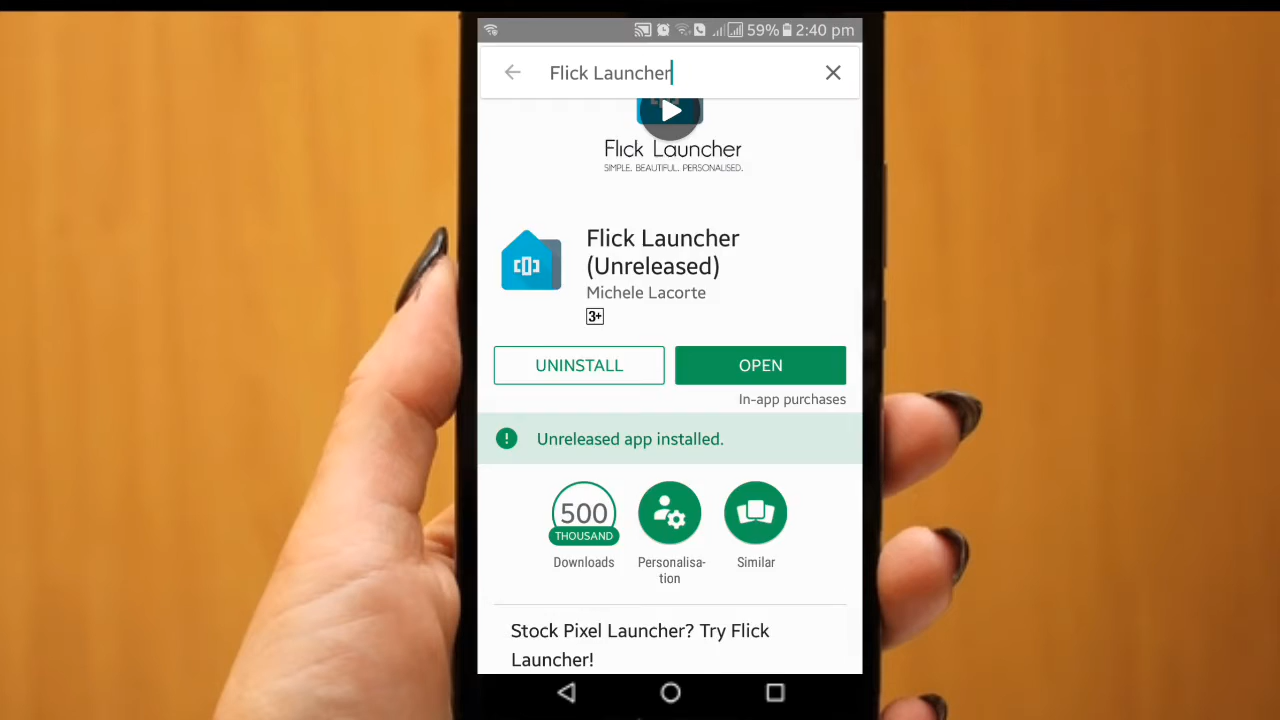 59% 2:40 pm
Flick Launcher
Flick Launcher
SIMPLE. BEAUTIFUL. PERSONALISED.
Flick Launcher
(Unreleased)
Michele Lacorte
3+
UNINSTALL
OPEN
In-app purchases
Unreleased app installed.
500
THOUSAND
Downloads
Personalisa-
tion
Similar
Stock Pixel Launcher? Try Flick
Launcher!